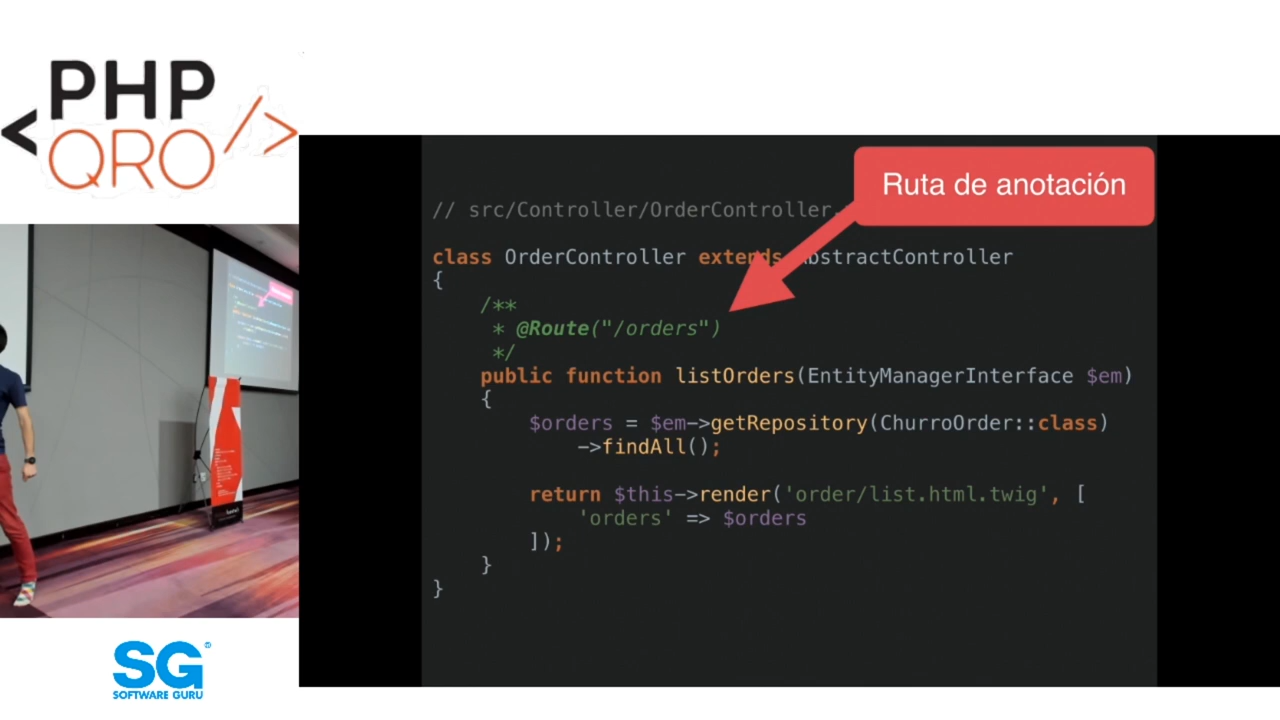 PHP
< QRO />
Ruta de anotación
// src/Controller/OrderController.
class OrderController extends AbstractController
{
/**
* @Route("/orders")
*/
public function listOrders(EntityManagerInterface $em)
{
$orders = $em->getRepository(ChurroOrder::class)
->findAll();
return $this->render('order/list.html.twig', [
'orders' => $orders
]);
}
}
SG®
SOFTWARE GURU